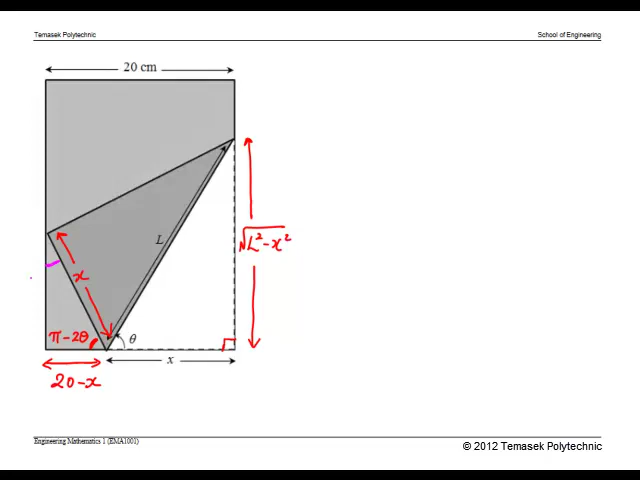 Temasek Polytechnic
School of Engineering
20 cm
L
√L²-x²
x
π-2θ
θ
x
20-x
Engineering Mathematics 1 (EMA1001)
© 2012 Temasek Polytechnic